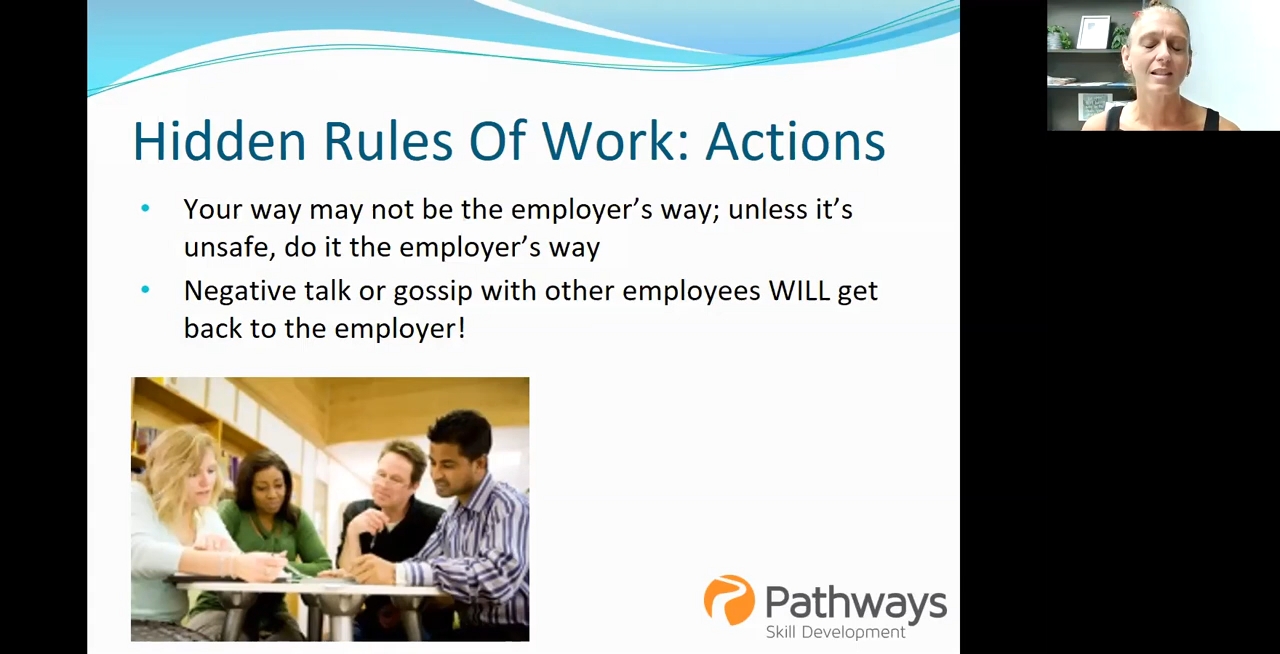 Hidden Rules Of Work: Actions
• Your way may not be the employer’s way; unless it’s
unsafe, do it the employer’s way
• Negative talk or gossip with other employees WILL get
back to the employer!
Pathways
Skill Development